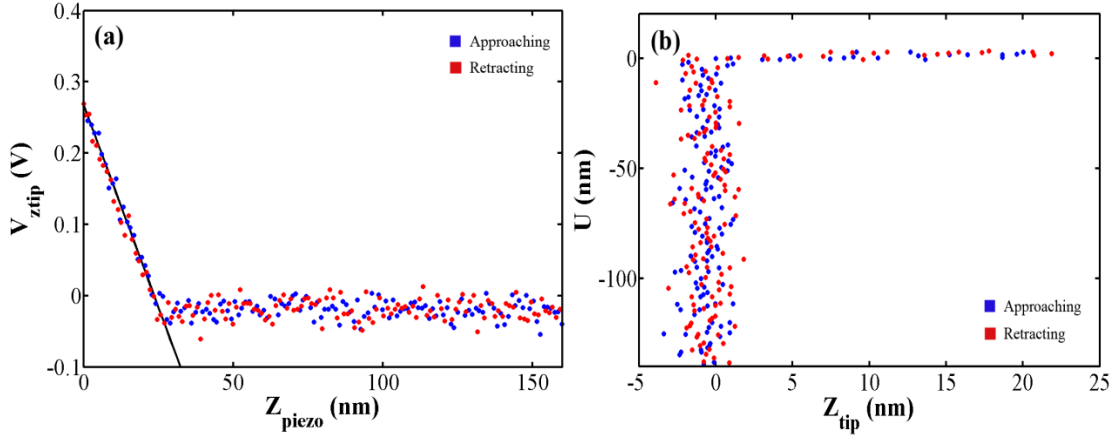 (a)
Approaching
Retracting
0.4
0.3
0.2
0.1
0
-0.1
0
50
100
150
V_ztip (V)
Z_piezo (nm)
(b)
0
-50
-100
-5
0
5
10
15
20
25
U (nm)
Approaching
Retracting
Z_tip (nm)